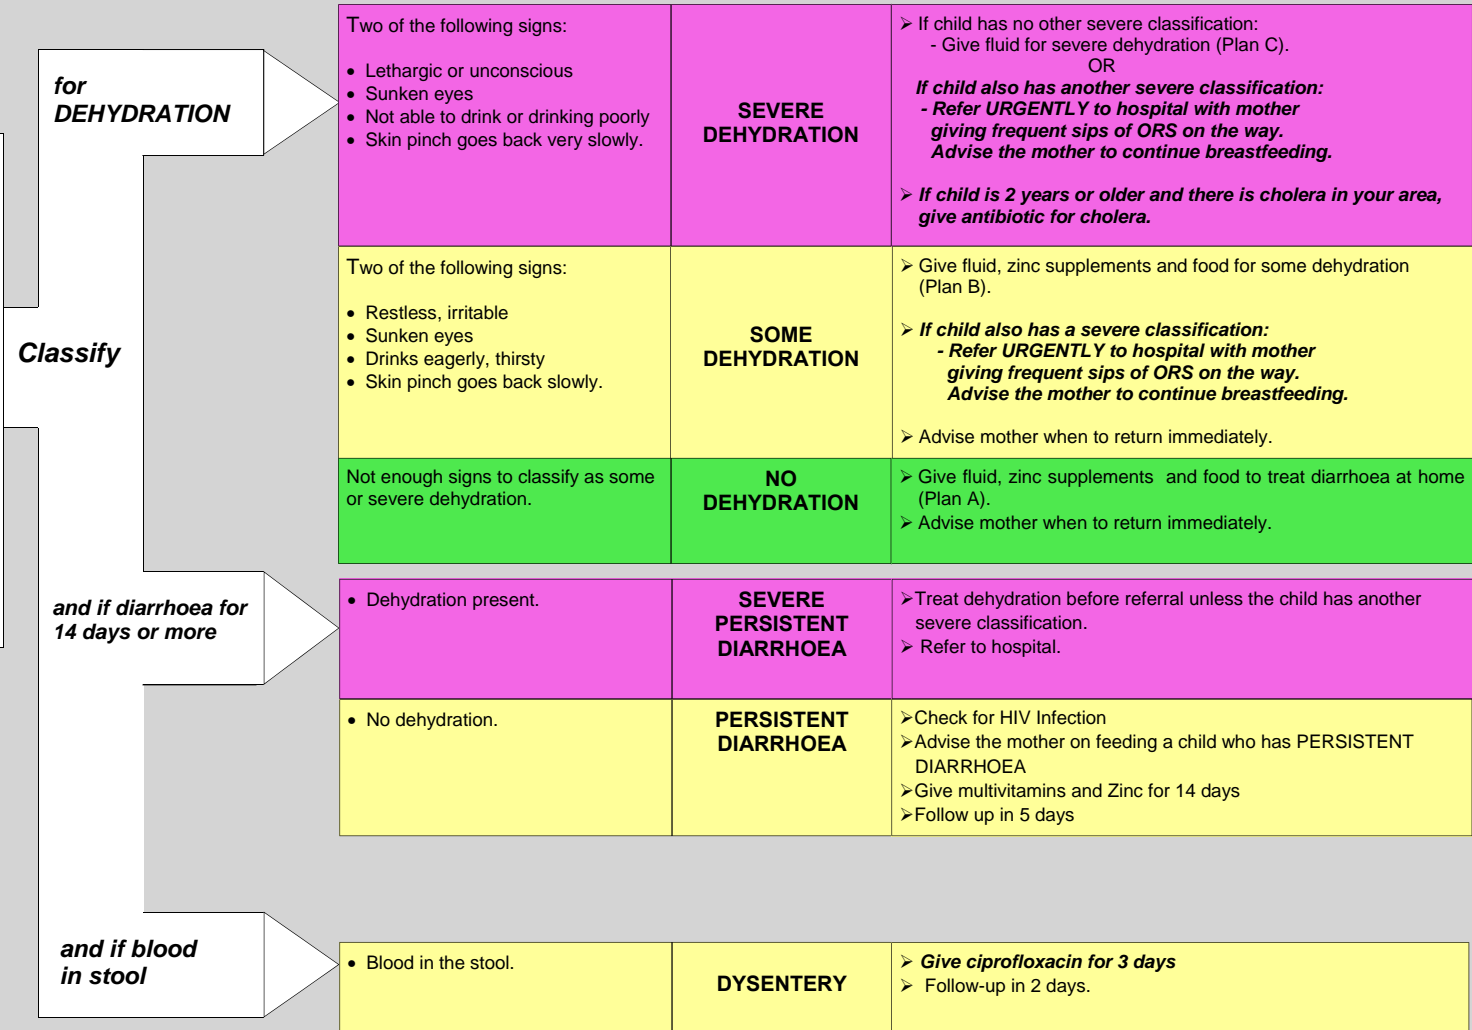 Classify
for
DEHYDRATION
Two of the following signs:
• Lethargic or unconscious
• Sunken eyes
• Not able to drink or drinking poorly
• Skin pinch goes back very slowly.
SEVERE
DEHYDRATION
➢ If child has no other severe classification:
- Give fluid for severe dehydration (Plan C).
OR
If child also has another severe classification:
- Refer URGENTLY to hospital with mother
giving frequent sips of ORS on the way.
Advise the mother to continue breastfeeding.
➢ If child is 2 years or older and there is cholera in your area,
give antibiotic for cholera.
Two of the following signs:
• Restless, irritable
• Sunken eyes
• Drinks eagerly, thirsty
• Skin pinch goes back slowly.
SOME
DEHYDRATION
➢ Give fluid, zinc supplements and food for some dehydration
(Plan B).
➢ If child also has a severe classification:
- Refer URGENTLY to hospital with mother
giving frequent sips of ORS on the way.
Advise the mother to continue breastfeeding.
➢ Advise mother when to return immediately.
Not enough signs to classify as some
or severe dehydration.
NO
DEHYDRATION
➢ Give fluid, zinc supplements and food to treat diarrhoea at home
(Plan A).
➢ Advise mother when to return immediately.
and if diarrhoea for
14 days or more
• Dehydration present.
SEVERE
PERSISTENT
DIARRHOEA
➢Treat dehydration before referral unless the child has another
severe classification.
➢ Refer to hospital.
• No dehydration.
PERSISTENT
DIARRHOEA
➢Check for HIV Infection
➢Advise the mother on feeding a child who has PERSISTENT
DIARRHOEA
➢Give multivitamins and Zinc for 14 days
➢Follow up in 5 days
and if blood
in stool
• Blood in the stool.
DYSENTERY
➢ Give ciprofloxacin for 3 days
➢ Follow-up in 2 days.